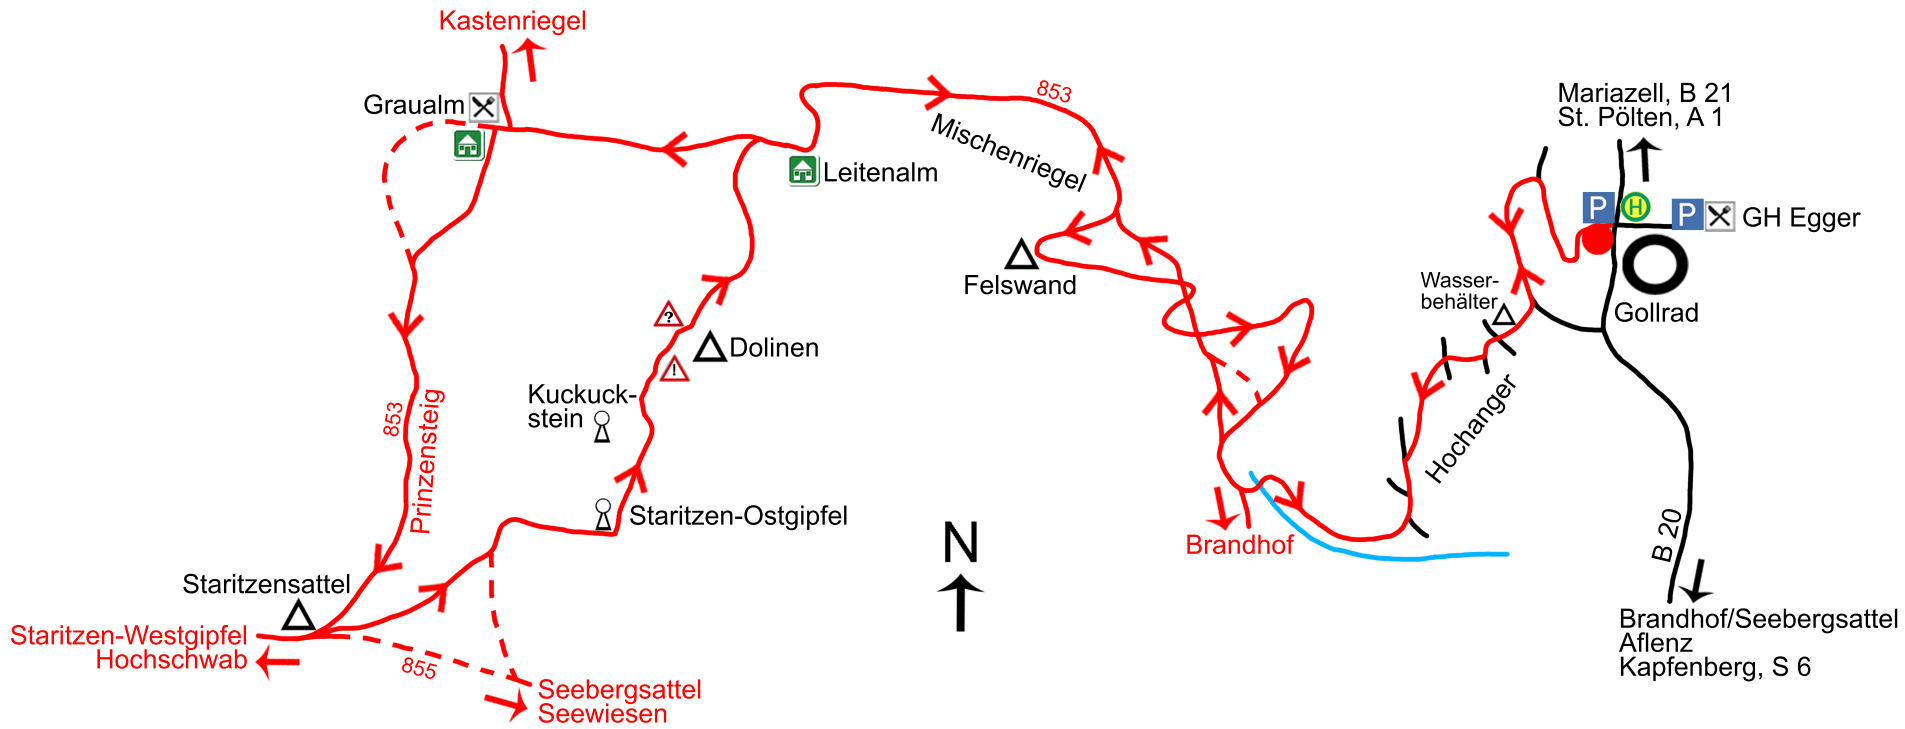 Kastenriegel
Graualm
Leitenalm
853
Mischenriegel
Felswand
Mariazell, B 21
St. Pölten, A 1
P
H
P
GH Egger
Gollrad
Wasser-
behälter
Hochanger
B 20
Brandhof/Seebergsattel
Aflenz
Kapfenberg, S 6
Brandhof
N
?
Dolinen
!
Kuckuck-
stein
Staritzen-Ostgipfel
853
Prinzensteig
Staritzensattel
Staritzen-Westgipfel
Hochschwab
855
Seebergsattel
Seewiesen